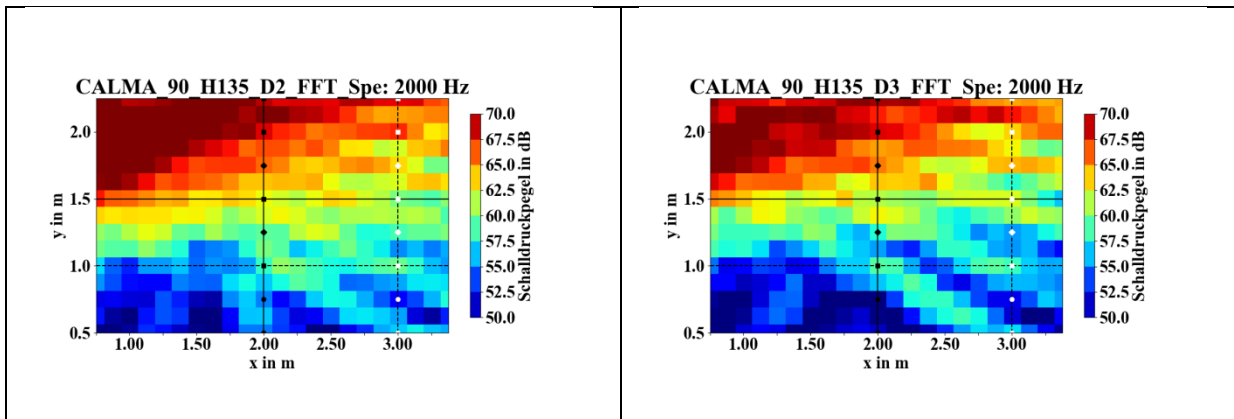 CALMA_90_H135_D2_FFT_Spe: 2000 Hz
2.0
1.5
1.0
0.5
y in m
1.00 1.50 2.00 2.50 3.00
x in m
70.0
67.5
65.0
62.5
60.0
57.5
55.0
52.5
50.0
Schalldruckpegel in dB
CALMA_90_H135_D3_FFT_Spe: 2000 Hz
2.0
1.5
1.0
0.5
y in m
1.00 1.50 2.00 2.50 3.00
x in m
70.0
67.5
65.0
62.5
60.0
57.5
55.0
52.5
50.0
Schalldruckpegel in dB